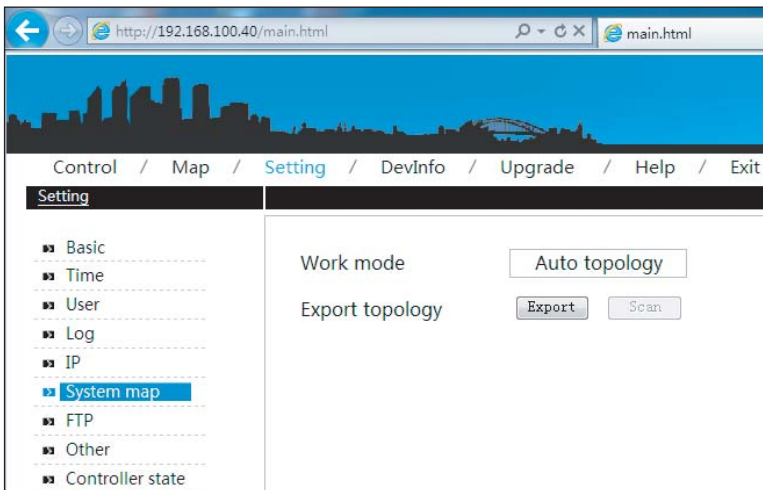 http://192.168.100.40/main.html main.html
Control / Map / Setting / DevInfo / Upgrade / Help / Exit
Setting
Basic
Time
User
Log
IP
System map
FTP
Other
Controller state
Work mode Auto topology
Export topology Export Scan